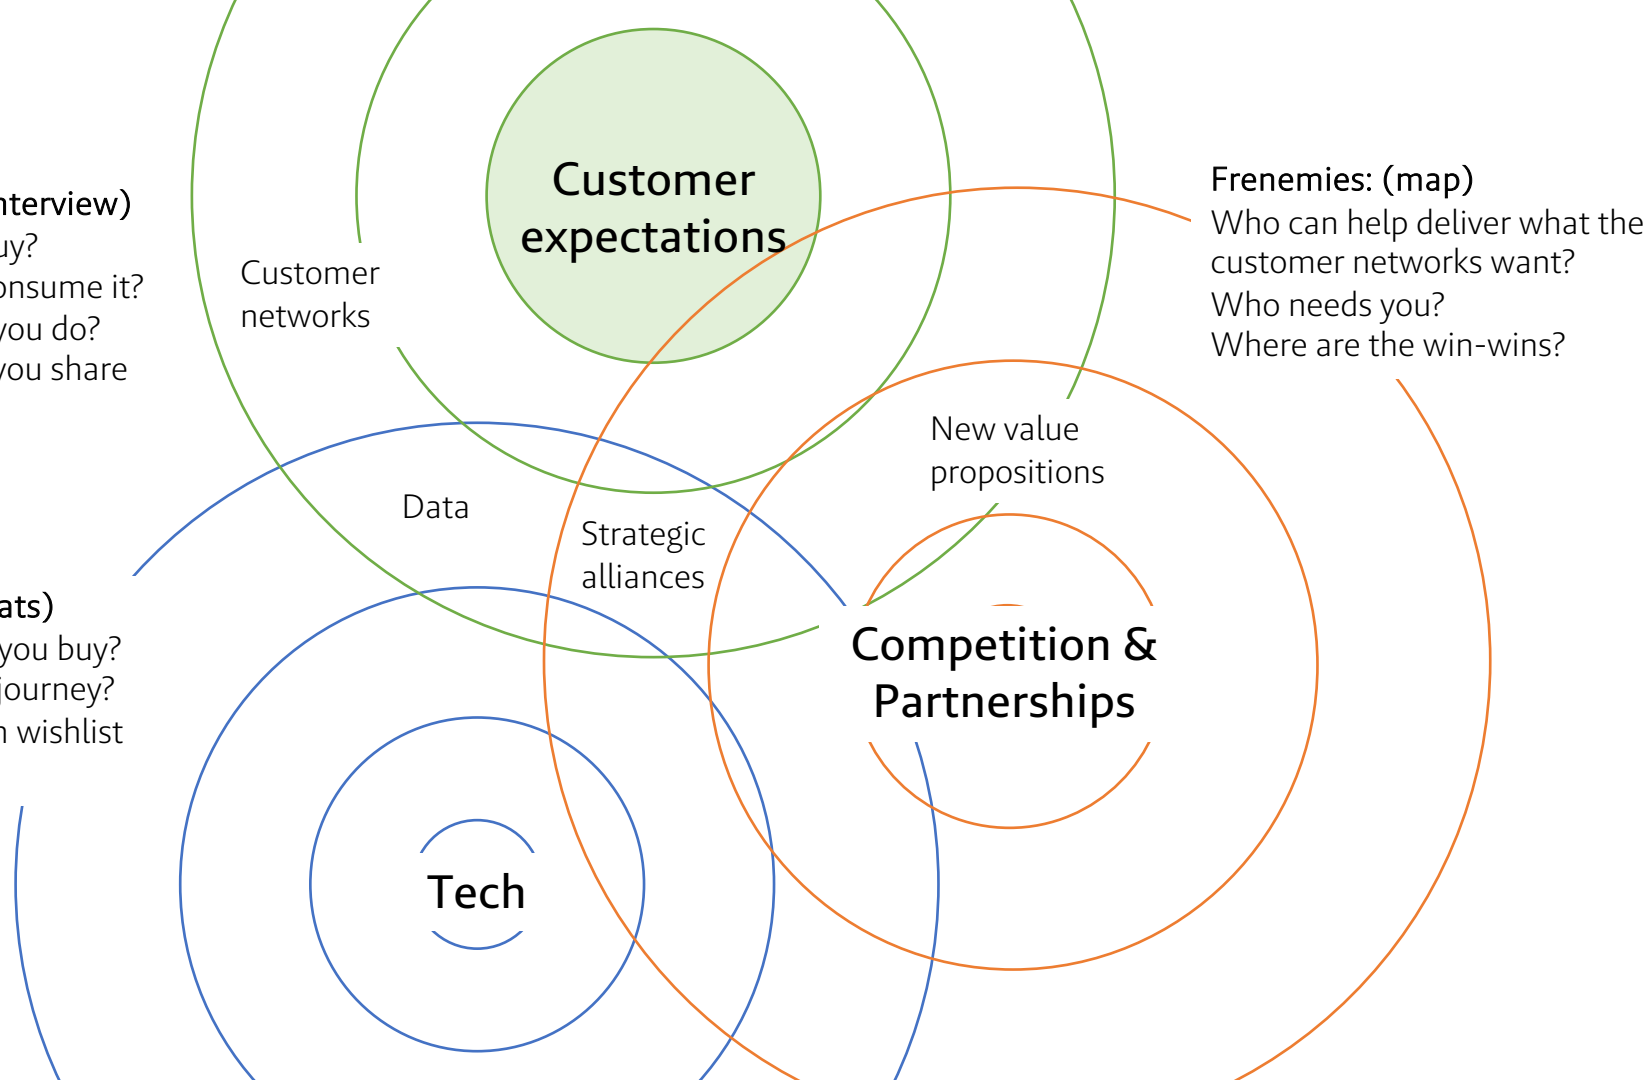 Customer
expectations
Customer
networks
uy?
onsume it?
you do?
you share
Frenemies: (map)
Who can help deliver what the
customer networks want?
Who needs you?
Where are the win-wins?
New value
propositions
Data
Strategic
alliances
ats)
you buy?
journey?
wishlist
Competition &
Partnerships
Tech